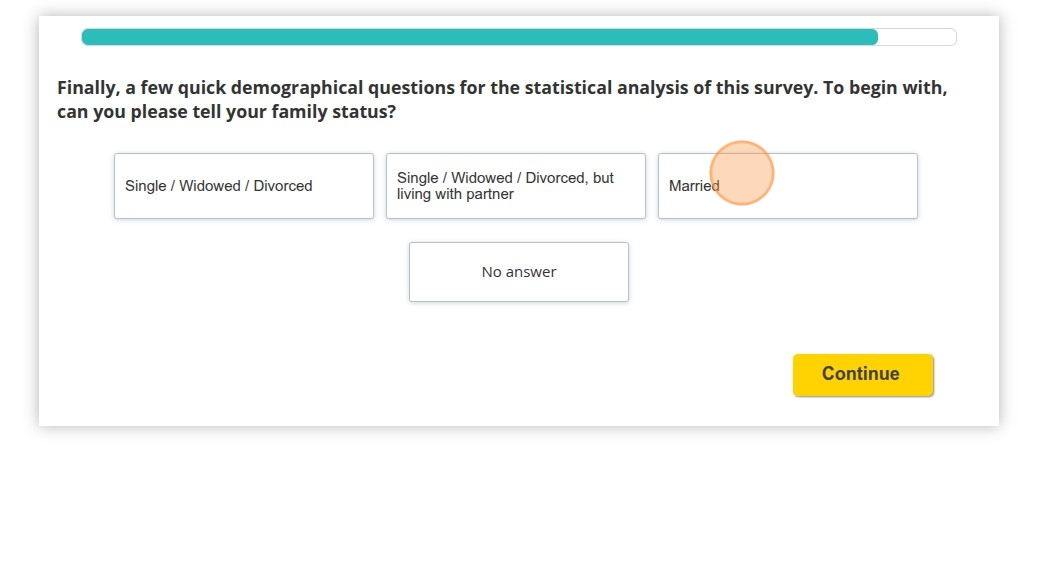 Finally, a few quick demographical questions for the statistical analysis of this survey. To begin with,
can you please tell your family status?
Single / Widowed / Divorced
Single / Widowed / Divorced, but
living with partner
Married
No answer
Continue